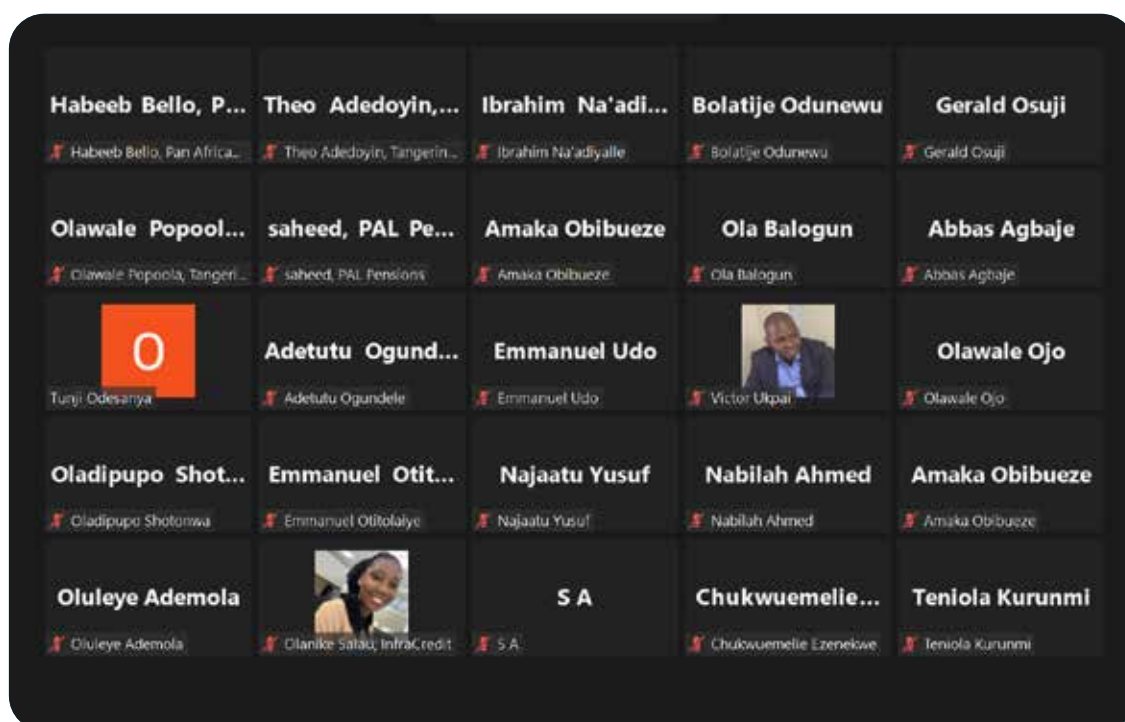 Habeeb Bello, P...
Habeeb Bello, Pan Africa...
Theo Adedoyin,...
Theo Adedoyin, Tangerin...
Ibrahim Na'adi...
Ibrahim Na'adiyalle
Bolatije Odunewu
Bolatije Odunewu
Gerald Osuji
Gerald Osuji
Olawale Popool...
Olawale Popoola, Tangeri...
saheed, PAL Pe...
saheed, PAL Pensions
Amaka Obibueze
Amaka Obibueze
Ola Balogun
Ola Balogun
Abbas Agbaje
Abbas Agbaje
O
Tunji Odesanya
Adetutu Ogund...
Adetutu Ogundele
Emmanuel Udo
Emmanuel Udo
Victor Ukpai
Olawale Ojo
Olawale Ojo
Oladipupo Shot...
Oladipupo Shotonwa
Emmanuel Otit...
Emmanuel Otitolaiye
Najaatu Yusuf
Najaatu Yusuf
Nabilah Ahmed
Nabilah Ahmed
Amaka Obibueze
Amaka Obibueze
Oluleye Ademola
Oluleye Ademola
Olanike Salau, InfraCredit
S A
S A
Chukwuemelie...
Chukwuemelie Ezenekwe
Teniola Kurunmi
Teniola Kurunmi